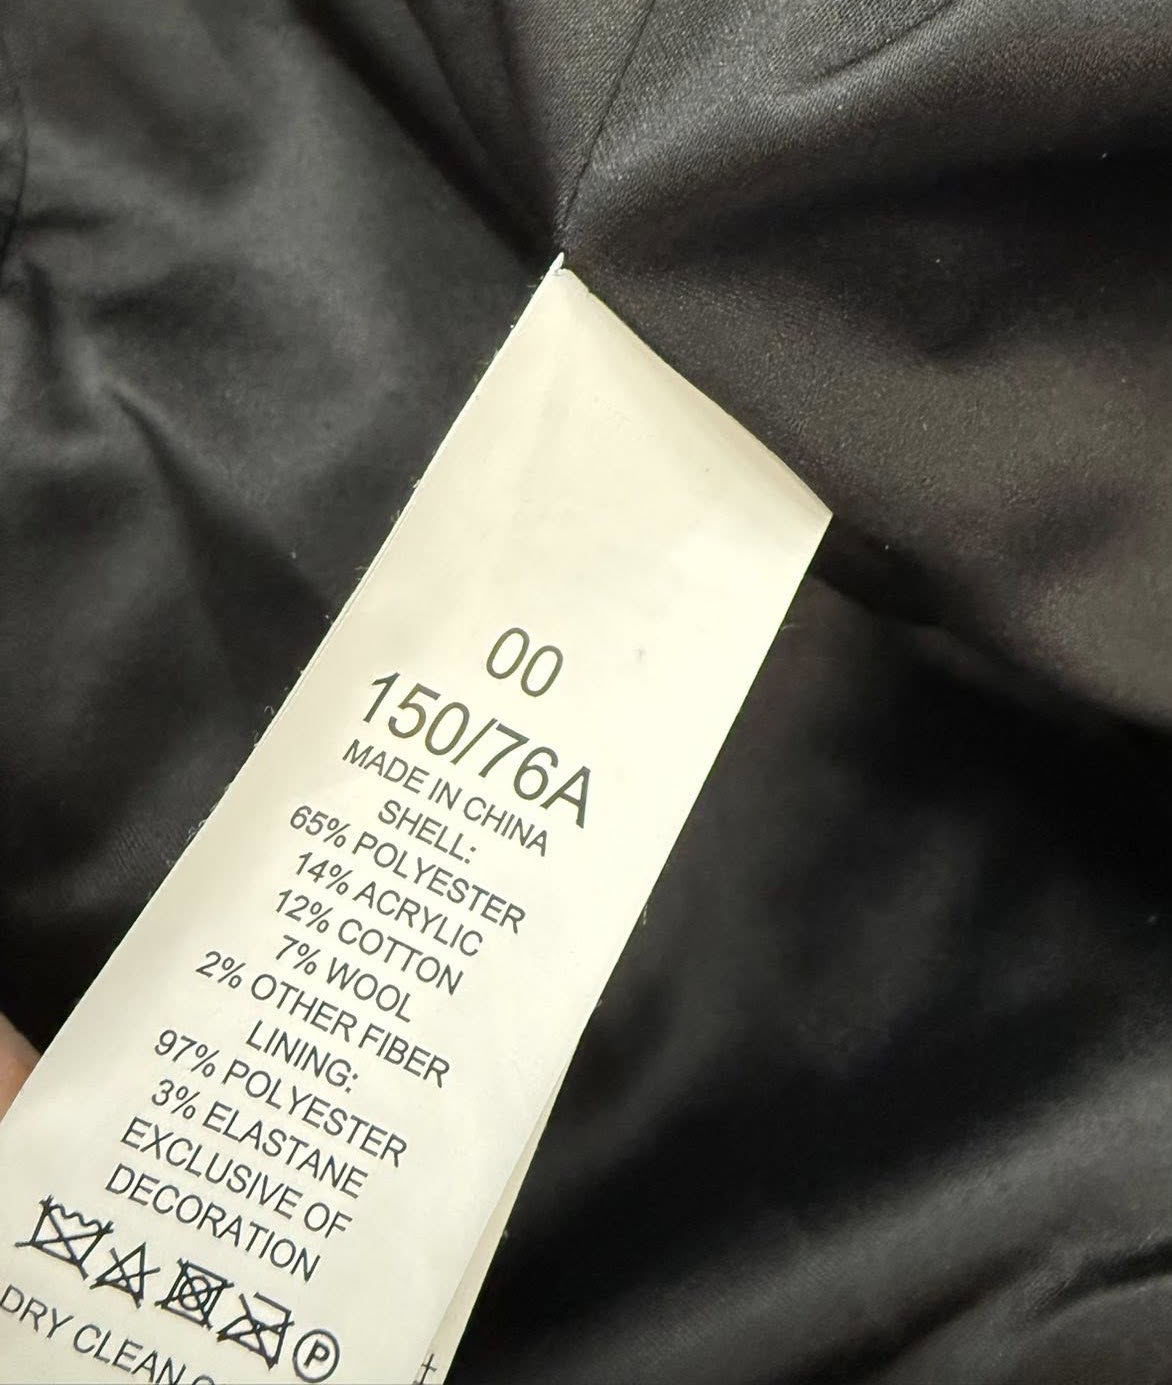 00
150/76A
MADE IN CHINA
SHELL:
65% POLYESTER
14% ACRYLIC
12% COTTON
7% WOOL
2% OTHER FIBER
LINING:
97% POLYESTER
3% ELASTANE
EXCLUSIVE OF
DECORATION
P
DRY CLEAN